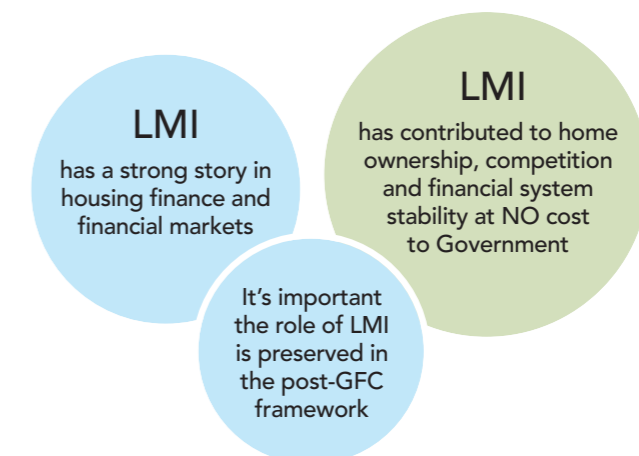 LMI
has a strong story in
housing finance and
financial markets
LMI
has contributed to home
ownership, competition
and financial system
stability at NO cost
to Government
It’s important
the role of LMI
is preserved in
the post-GFC
framework